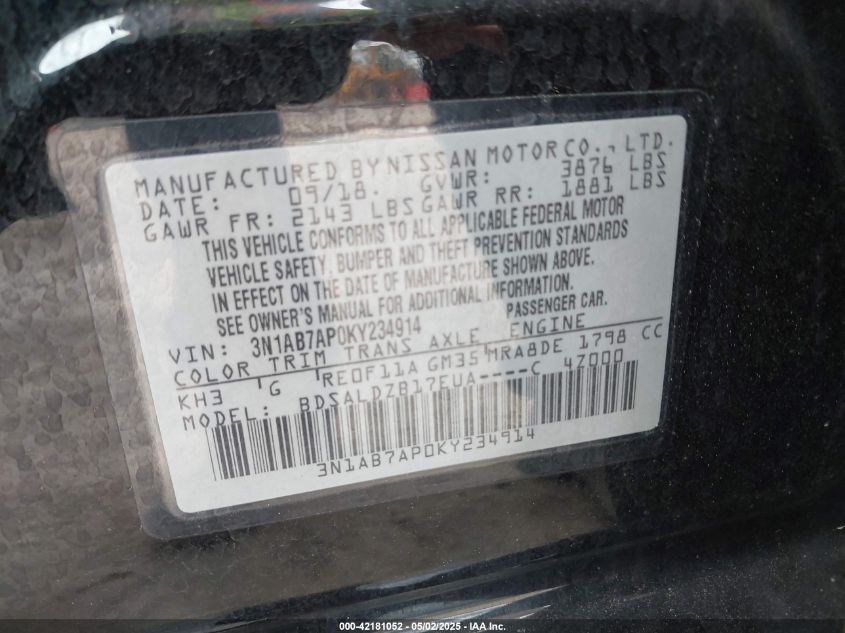 MANUFACTURED BY NISSAN MOTOR CO., LTD.
DATE: 09/18. GVWR: 3876 LBS
GAWR FR: 2143 LBS GAWR RR: 1881 LBS
THIS VEHICLE CONFORMS TO ALL APPLICABLE FEDERAL MOTOR
VEHICLE SAFETY, BUMPER AND THEFT PREVENTION STANDARDS
IN EFFECT ON THE DATE OF MANUFACTURE SHOWN ABOVE.
SEE OWNER'S MANUAL FOR ADDITIONAL INFORMATION.
VIN: 3N1AB7AP0KY234914 PASSENGER CAR.
COLOR TRIM TRANS AXLE ENGINE
KH3 G RE0F11A GM35 MRA8DE 1798 CC
MODEL: BDSALDZB17EUA----C 47000
3N1AB7AP0KY234914
000-42181052 - 05/02/2025 - IAA Inc.